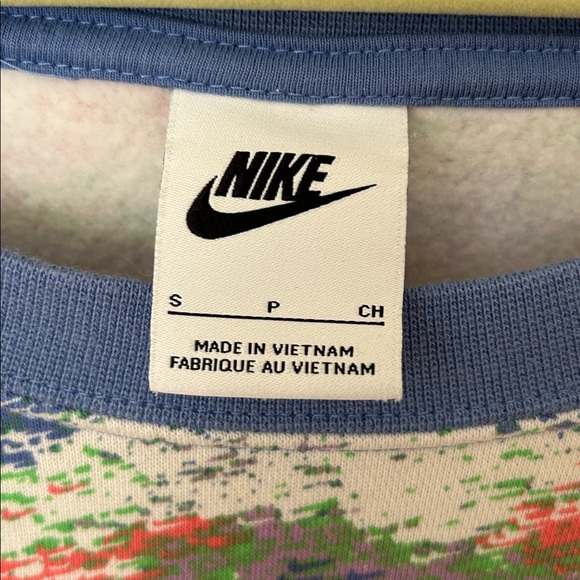 NIKE
S P CH
MADE IN VIETNAM
FABRIQUE AU VIETNAM